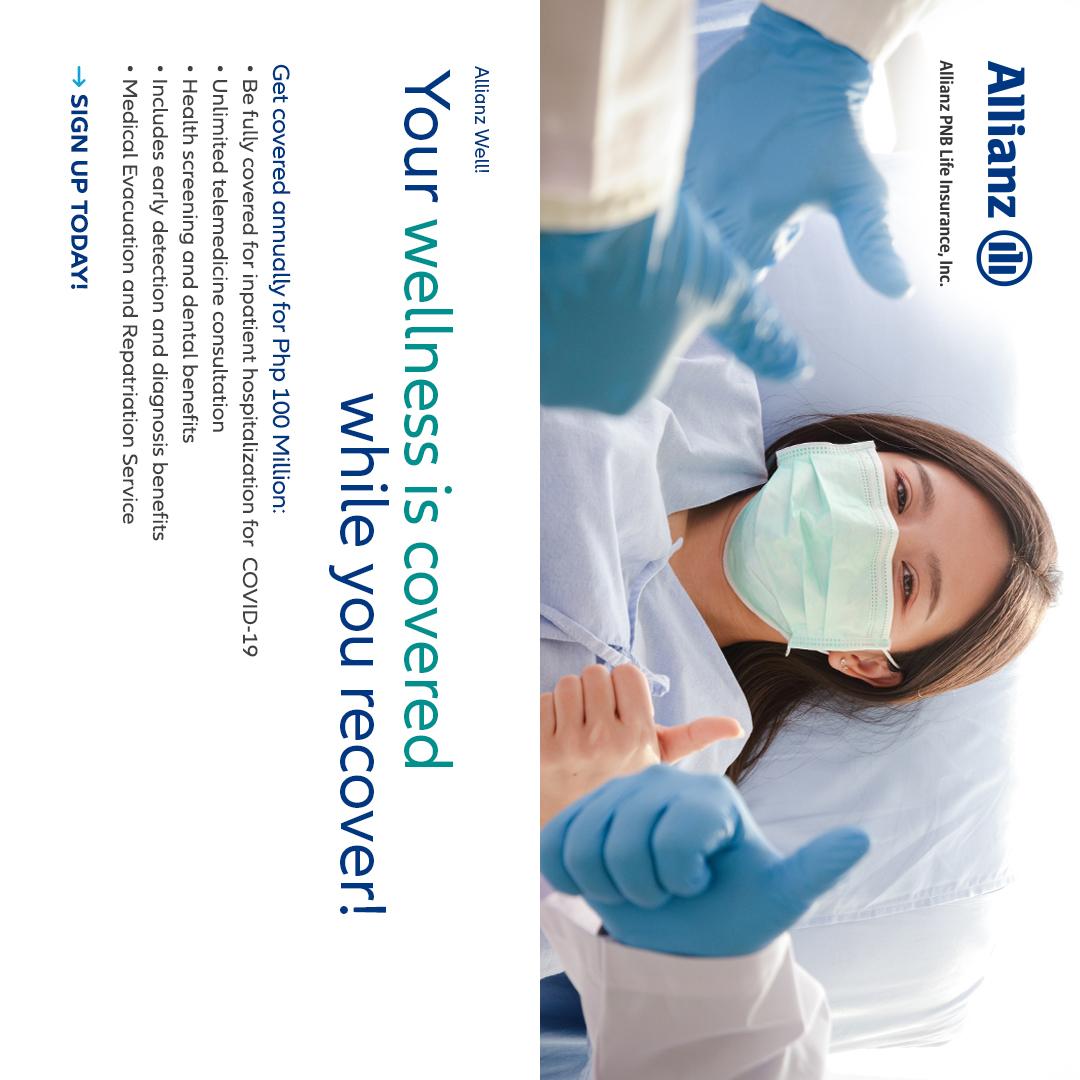 Allianz
Allianz PNB Life Insurance, Inc.
Allianz Well!
Your wellness is covered
while you recover!
Get covered annually for Php 100 Million:
• Be fully covered for inpatient hospitalization for COVID-19
• Unlimited telemedicine consultation
• Health screening and dental benefits
• Includes early detection and diagnosis benefits
• Medical Evacuation and Repatriation Service
→ SIGN UP TODAY!